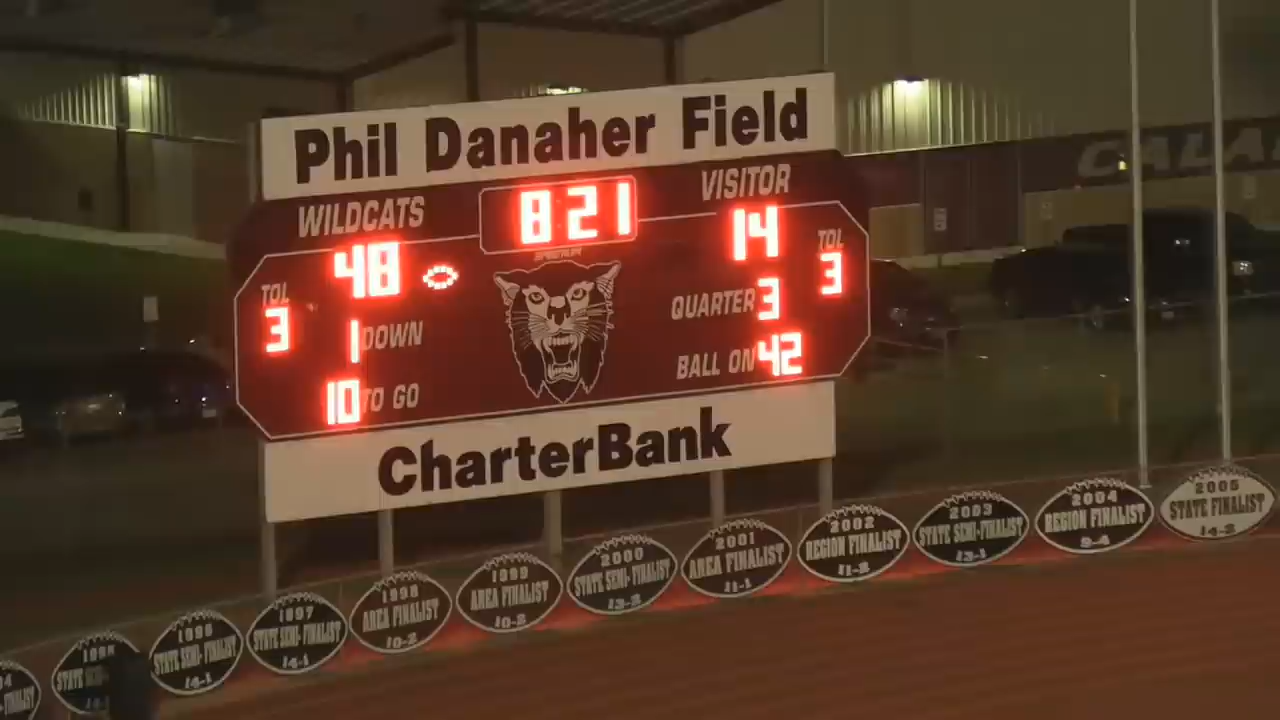 Phil Danaher Field
WILDCATS
8 21
VISITOR
48
14
TOL
3
TOL
3
1 DOWN
QUARTER 3
10 TO GO
BALL ON 42
CharterBank
CALA
1996
STATE SEMI-FINALIST
14-1
1997
STATE SEMI-FINALIST
14-1
1998
AREA FINALIST
10-2
1999
AREA FINALIST
10-2
2000
STATE SEMI-FINALIST
13-2
2001
AREA FINALIST
11-1
2002
REGION FINALIST
11-2
2003
STATE SEMI-FINALIST
13-1
2004
REGION FINALIST
9-4
2005
STATE FINALIST
14-2